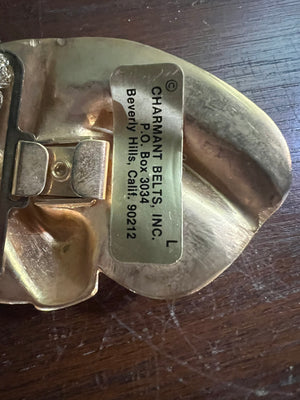 ©
CHARMANT BELTS, INC.
P.O. Box 3034
Beverly Hills, Calif. 90212
L